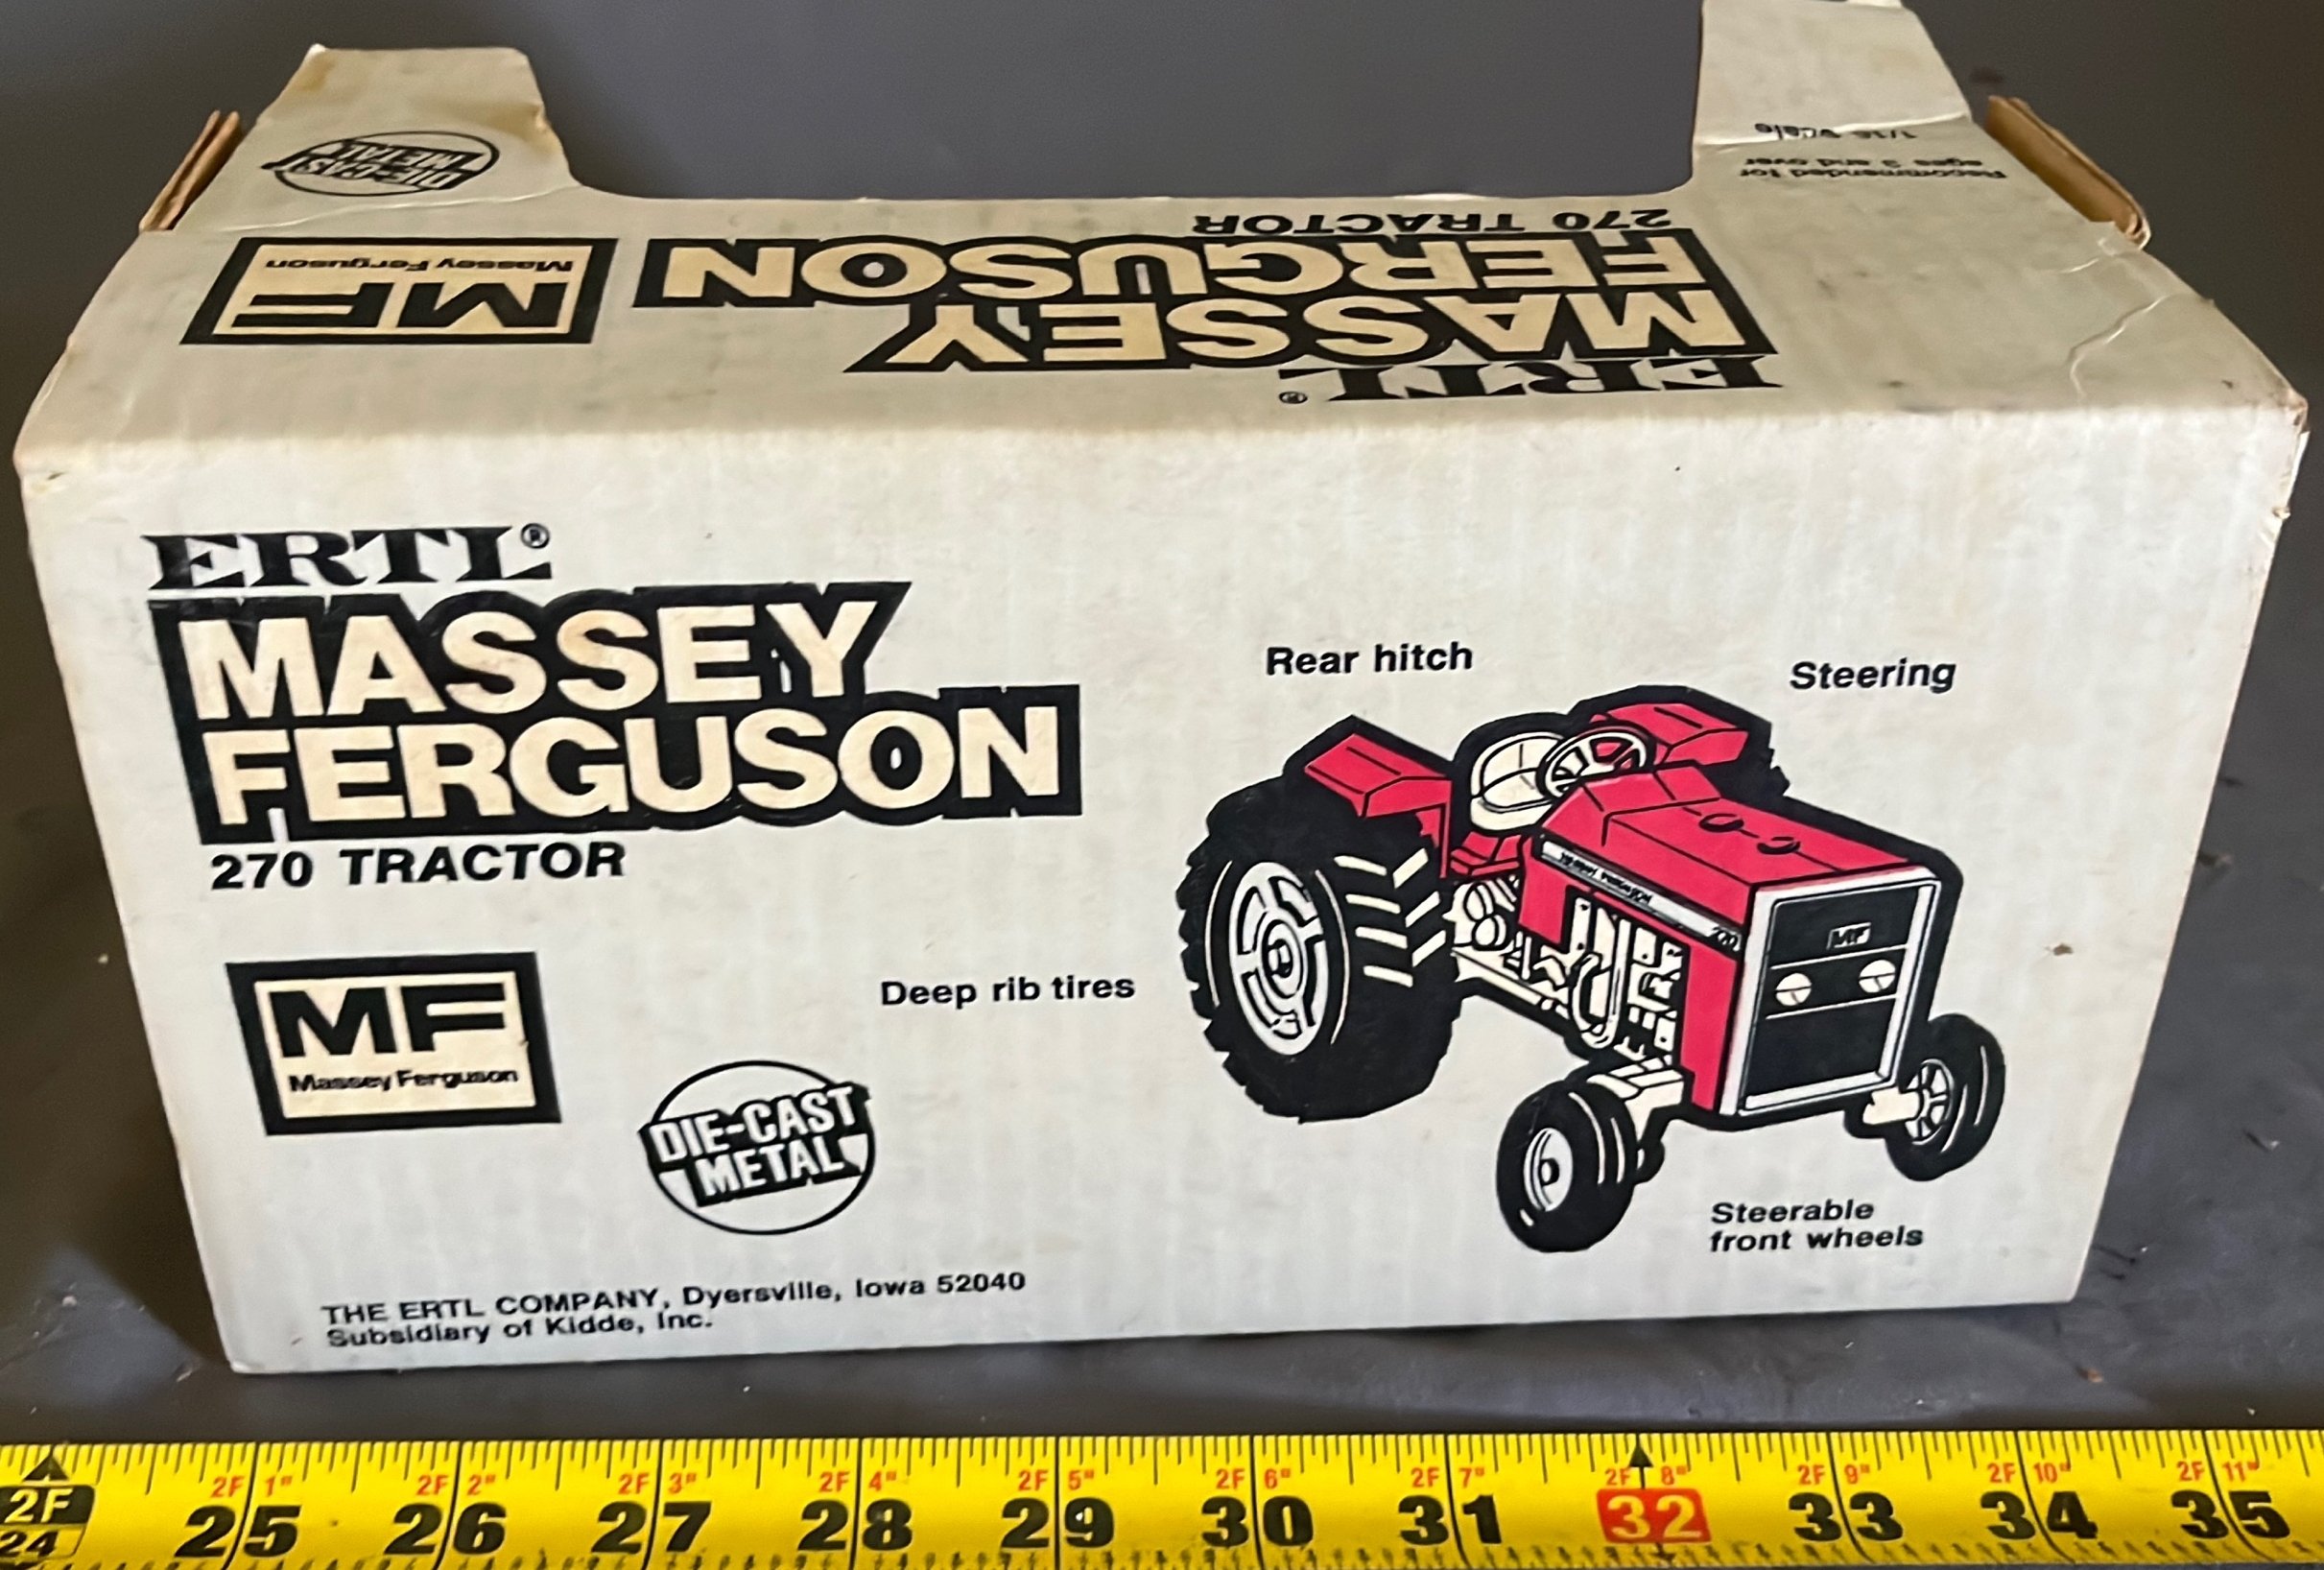 1/16 scale
Recommended for
ages 3 and over
DIE-CAST
METAL
ERTL®
MASSEY
FERGUSON
270 TRACTOR
MF
Massey Ferguson
ERTL®
MASSEY
FERGUSON
270 TRACTOR
Rear hitch
Steering
Deep rib tires
MASSEY FERGUSON
270
MF
MF
Massey Ferguson
DIE-CAST
METAL
Steerable
front wheels
THE ERTL COMPANY, Dyersville, Iowa 52040
Subsidiary of Kidde, Inc.
2F 1" 2F 2" 2F 3" 2F 4" 2F 5" 2F 6" 2F 7" 2F 8" 2F 9" 2F 10" 2F 11"
2F 25 26 27 28 29 30 31 32 33 34 35
24